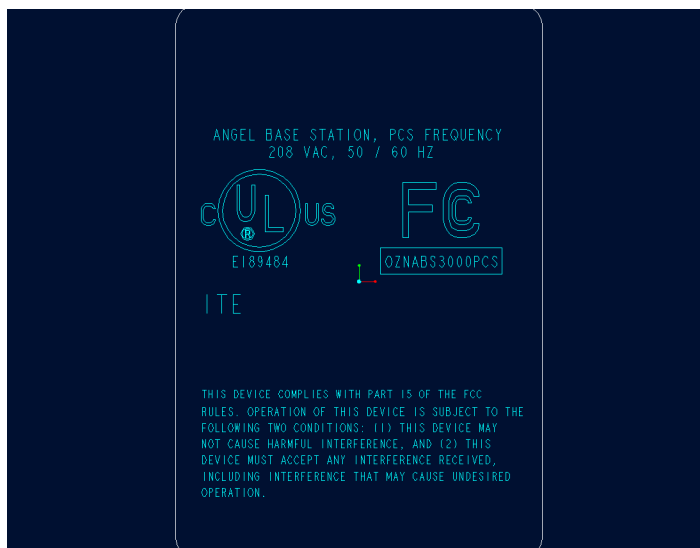 ANGEL BASE STATION, PCS FREQUENCY
208 VAC, 50 / 60 HZ
C UL US ®
FCC
E189484
OZNABS3000PCS
ITE
THIS DEVICE COMPLIES WITH PART 15 OF THE FCC
RULES. OPERATION OF THIS DEVICE IS SUBJECT TO THE
FOLLOWING TWO CONDITIONS: (1) THIS DEVICE MAY
NOT CAUSE HARMFUL INTERFERENCE, AND (2) THIS
DEVICE MUST ACCEPT ANY INTERFERENCE RECEIVED,
INCLUDING INTERFERENCE THAT MAY CAUSE UNDESIRED
OPERATION.